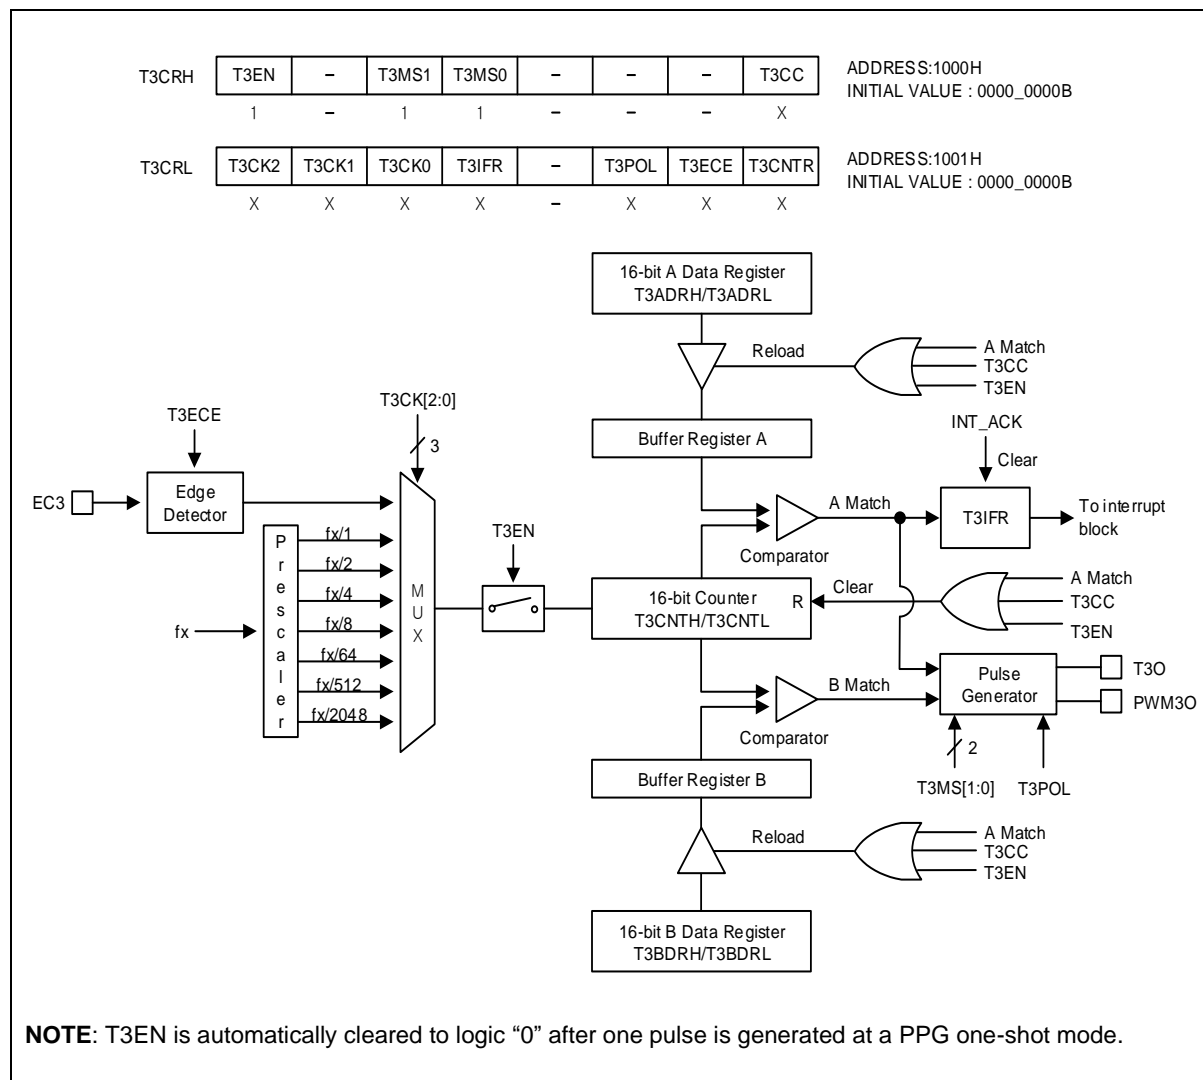 T3CRH T3EN – T3MS1 T3MS0 – – – T3CC ADDRESS:1000H
INITIAL VALUE : 0000_0000B
1 – 1 1 – – – X
T3CRL T3CK2 T3CK1 T3CK0 T3IFR – T3POL T3ECE T3CNTR ADDRESS:1001H
INITIAL VALUE : 0000_0000B
X X X X – X X X
16-bit A Data Register
T3ADRH/T3ADRL
Reload
A Match
T3CC
T3EN
T3CK[2:0]
3
T3ECE
Buffer Register A
INT_ACK
Clear
EC3
Edge
Detector
A Match
T3IFR
To interrupt
block
Comparator
T3EN
Prescaler
fx
fx/1
fx/2
fx/4
fx/8
fx/64
fx/512
fx/2048
MUX
16-bit Counter
T3CNTH/T3CNTL
R
Clear
A Match
T3CC
T3EN
B Match
Comparator
Pulse
Generator
T3O
PWM3O
2
T3MS[1:0]
T3POL
Buffer Register B
Reload
A Match
T3CC
T3EN
16-bit B Data Register
T3BDRH/T3BDRL
NOTE: T3EN is automatically cleared to logic “0” after one pulse is generated at a PPG one-shot mode.